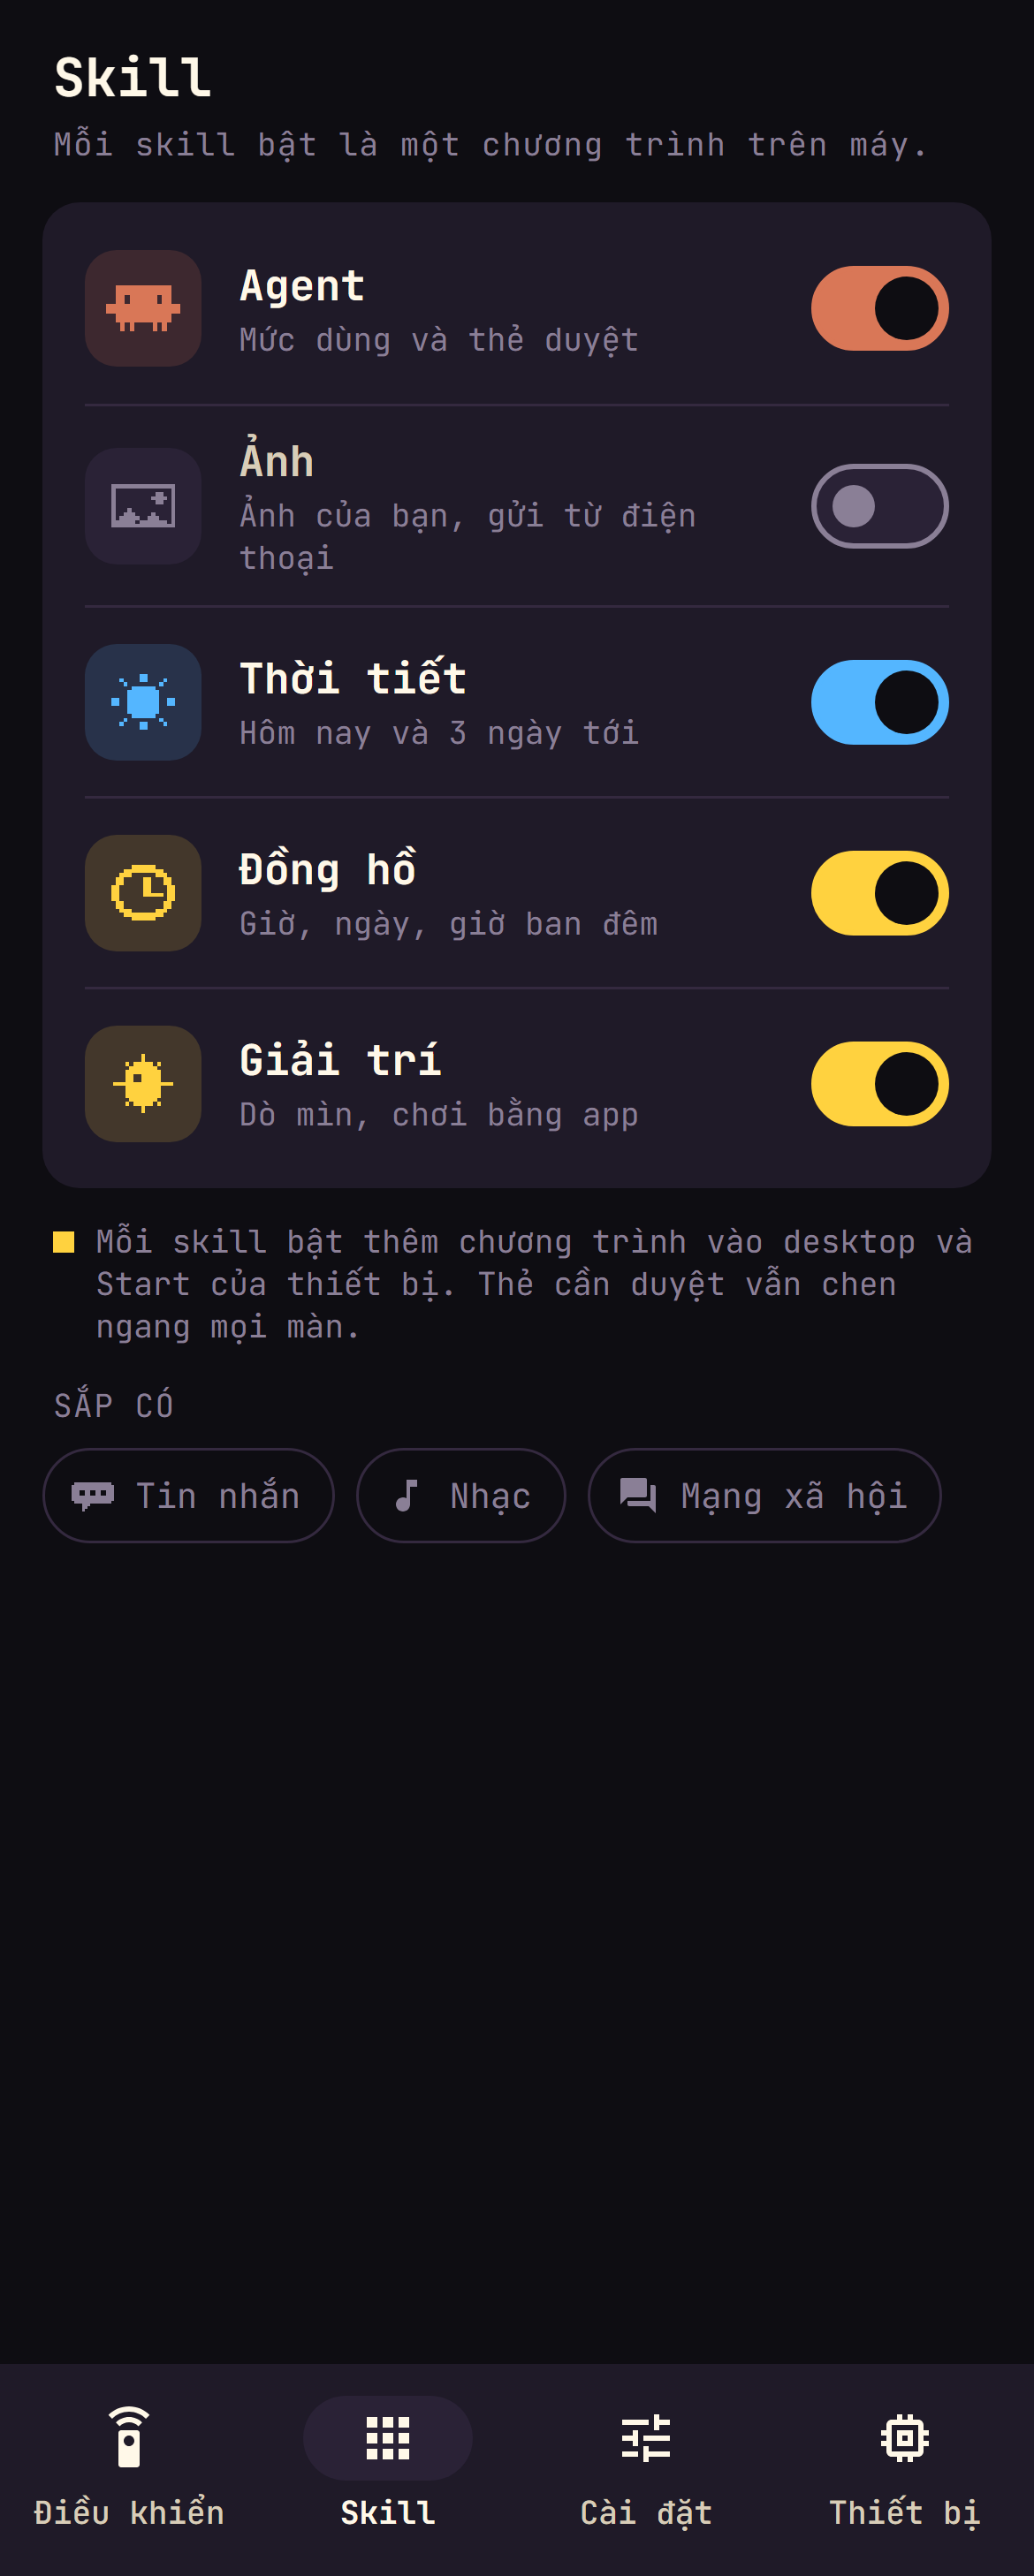 Skill
Mỗi skill bật là một chương trình trên máy.
Agent
Mức dùng và thẻ duyệt
Ảnh
Ảnh của bạn, gửi từ điện
thoại
Thời tiết
Hôm nay và 3 ngày tới
Đồng hồ
Giờ, ngày, giờ ban đêm
Giải trí
Dò mìn, chơi bằng app
Mỗi skill bật thêm chương trình vào desktop và
Start của thiết bị. Thẻ cần duyệt vẫn chen
ngang mọi màn.
SẮP CÓ
Tin nhắn
Nhạc
Mạng xã hội
Điều khiển
Skill
Cài đặt
Thiết bị